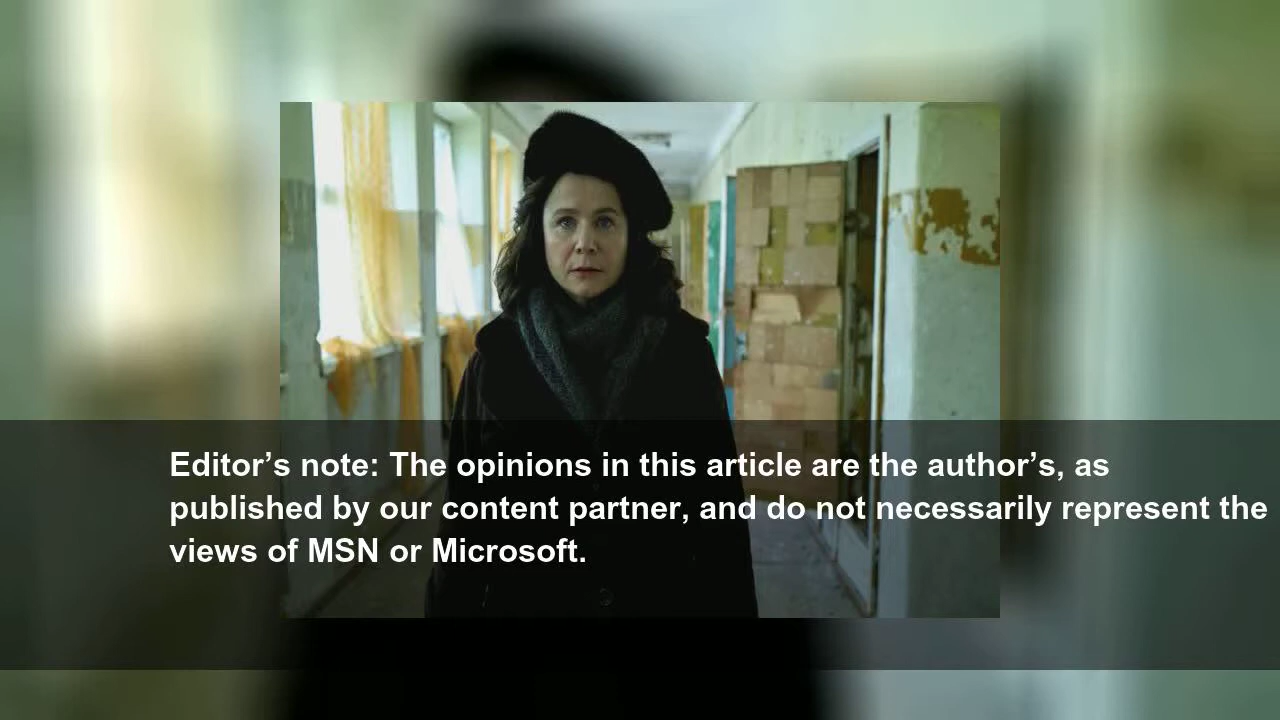 Editor’s note: The opinions in this article are the author’s, as
published by our content partner, and do not necessarily represent the
views of MSN or Microsoft.